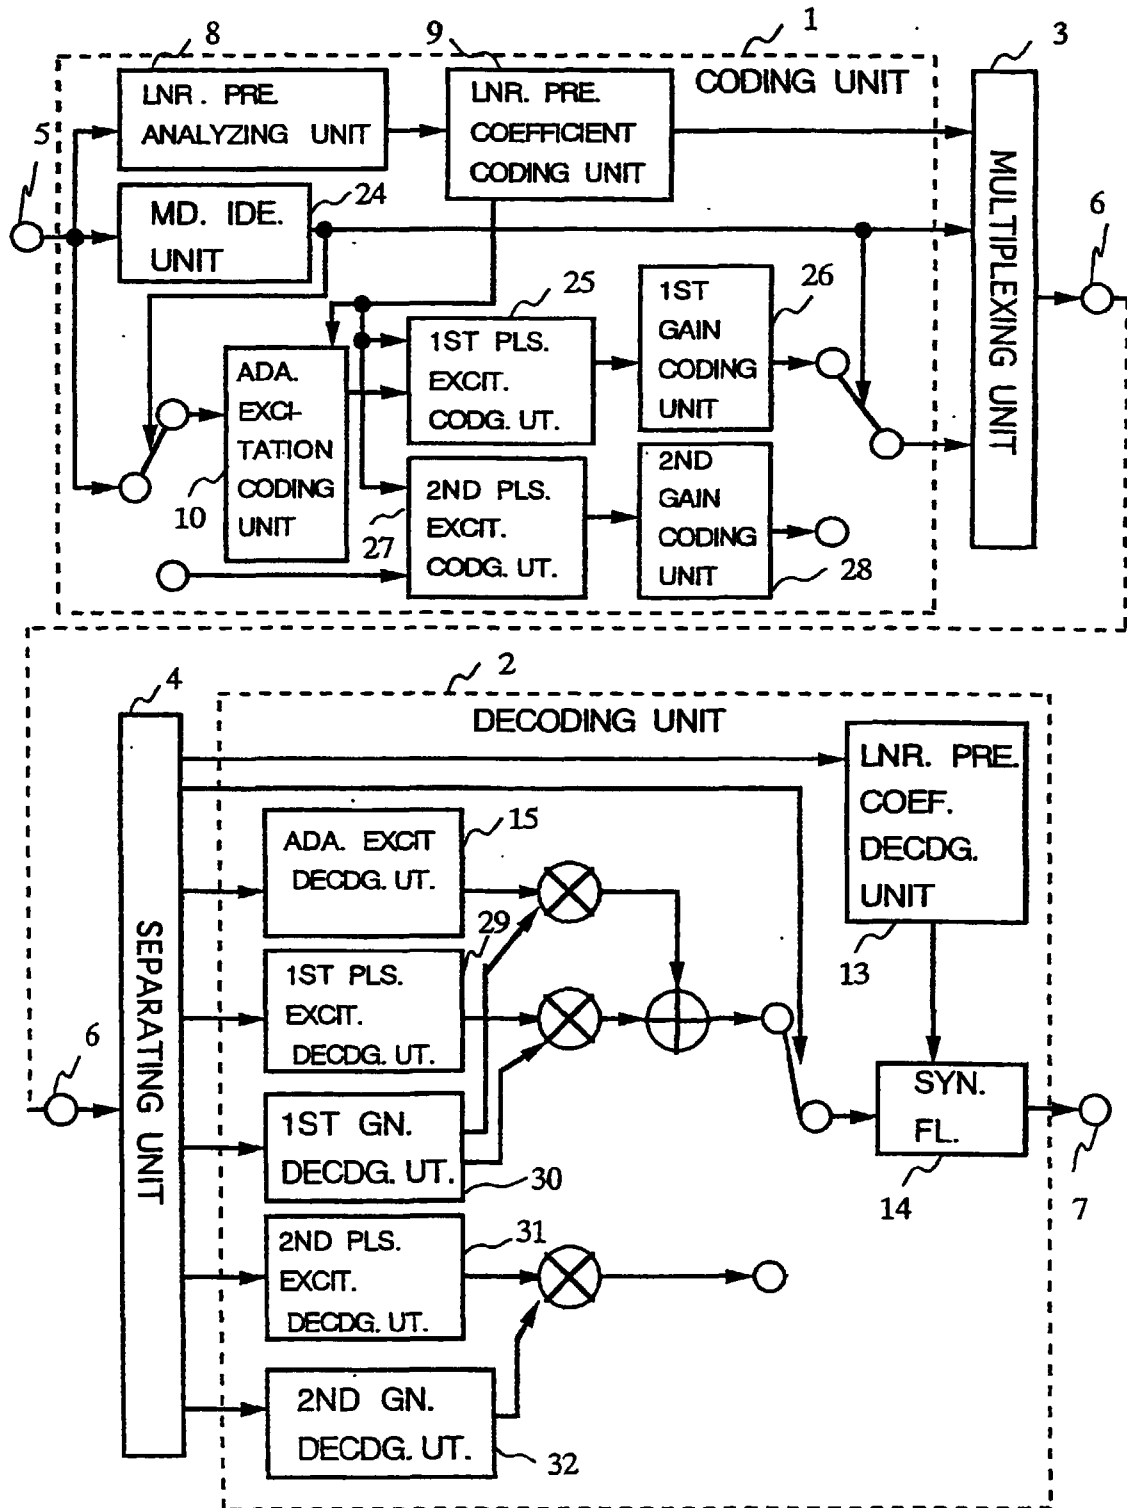 8
9
1
3
CODING UNIT
LNR. PRE.
ANALYZING UNIT
LNR. PRE.
COEFFICIENT
CODING UNIT
5
MD. IDE.
UNIT
24
MULTIPLEXING UNIT
6
25
26
1ST PLS.
EXCIT.
CODG. UT.
1ST
GAIN
CODING
UNIT
ADA.
EXCI-
TATION
CODING
UNIT
10
2ND PLS.
EXCIT.
CODG. UT.
27
2ND
GAIN
CODING
UNIT
28
4
2
DECODING UNIT
LNR. PRE.
COEF.
DECDG.
UNIT
13
ADA. EXCIT
DECDG. UT.
15
SEPARATING UNIT
29
1ST PLS.
EXCIT.
DECDG. UT.
6
1ST GN.
DECDG. UT.
30
SYN.
FL.
14
7
2ND PLS.
EXCIT.
DECDG. UT.
31
2ND GN.
DECDG. UT.
32